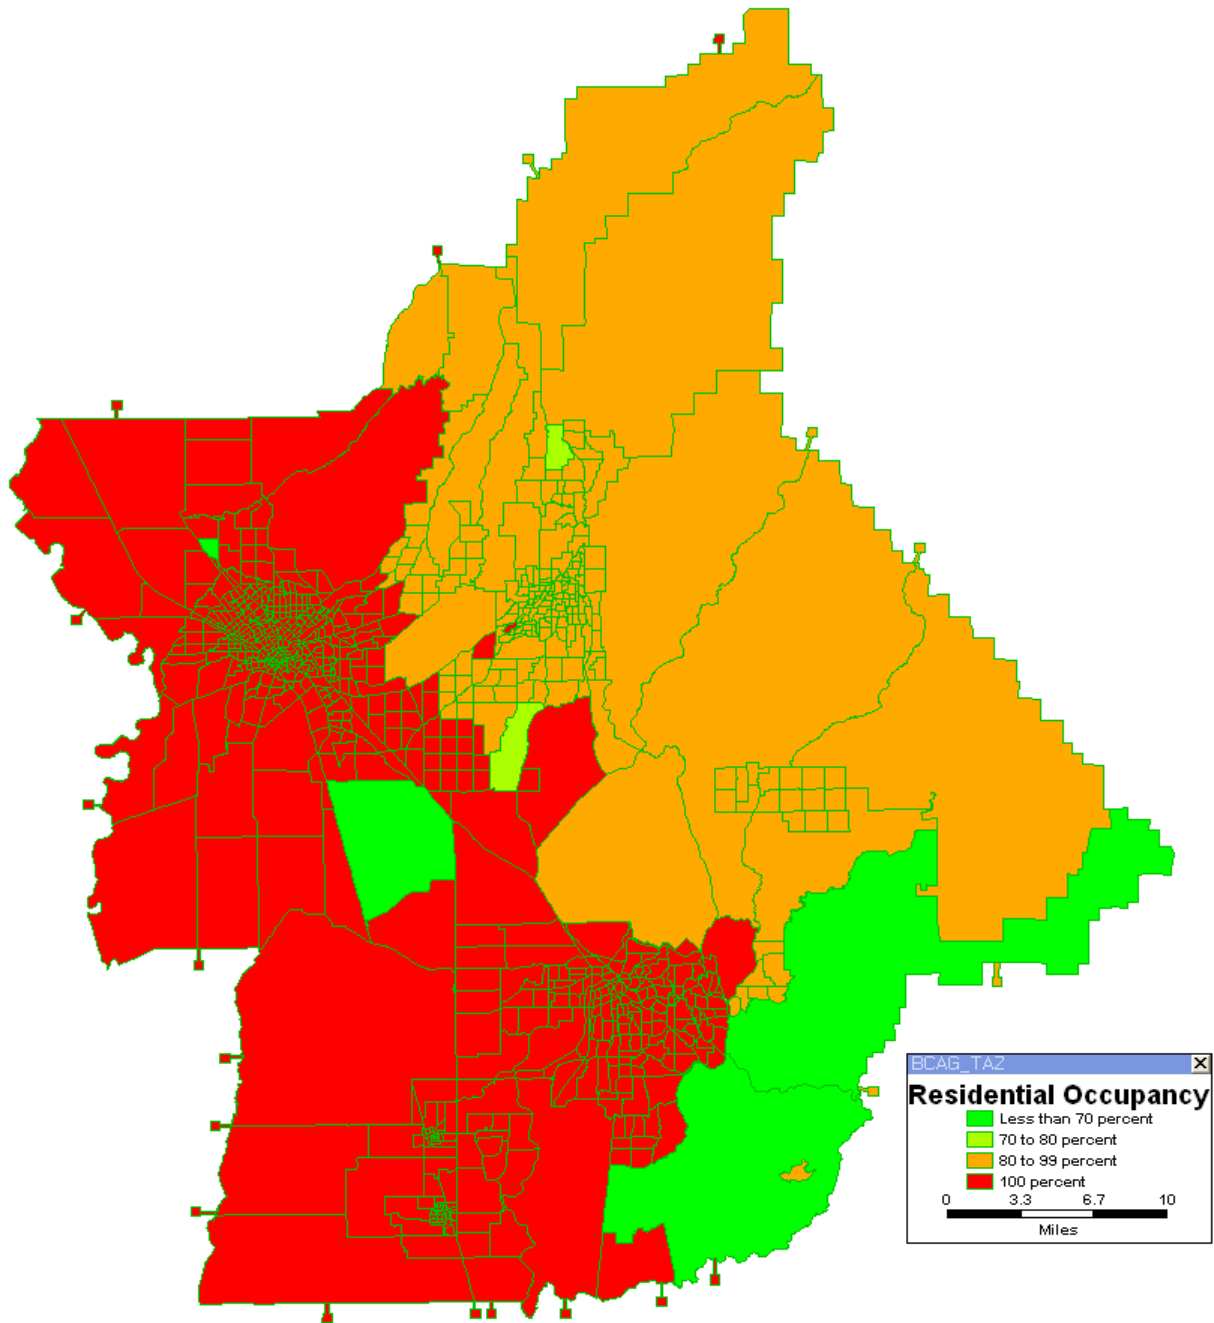 BCAG_TAZ
Residential Occupancy
Less than 70 percent
70 to 80 percent
80 to 99 percent
100 percent
0 3.3 6.7 10
Miles